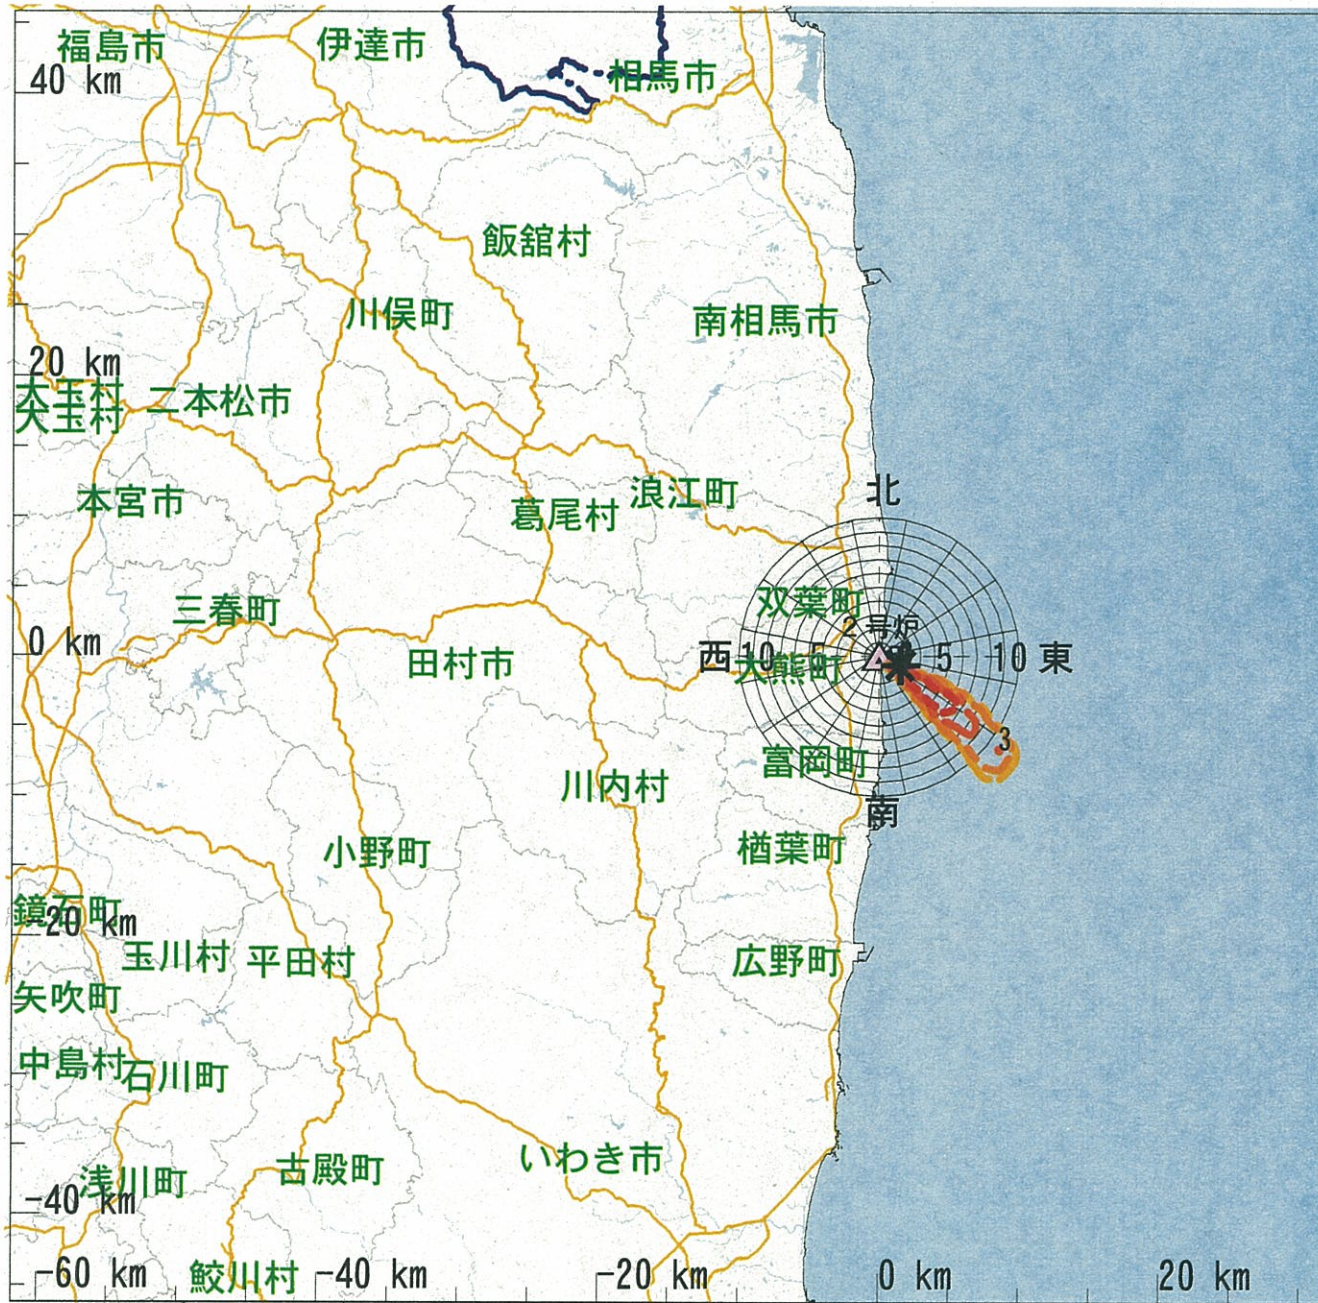 福島市
伊達市
相馬市
40 km
飯舘村
川俣町
南相馬市
20 km
大玉村
大玉村
二本松市
本宮市
葛尾村
浪江町
北
三春町
双葉町
2号炉
0 km
田村市
西 10 5
大熊町
5 10 東
富岡町
3
川内村
南
小野町
楢葉町
鏡石町
-20 km
玉川村
平田村
広野町
矢吹町
中島村
石川町
いわき市
古殿町
浅川町
-40 km
-60 km
鮫川村
-40 km
-20 km
0 km
20 km